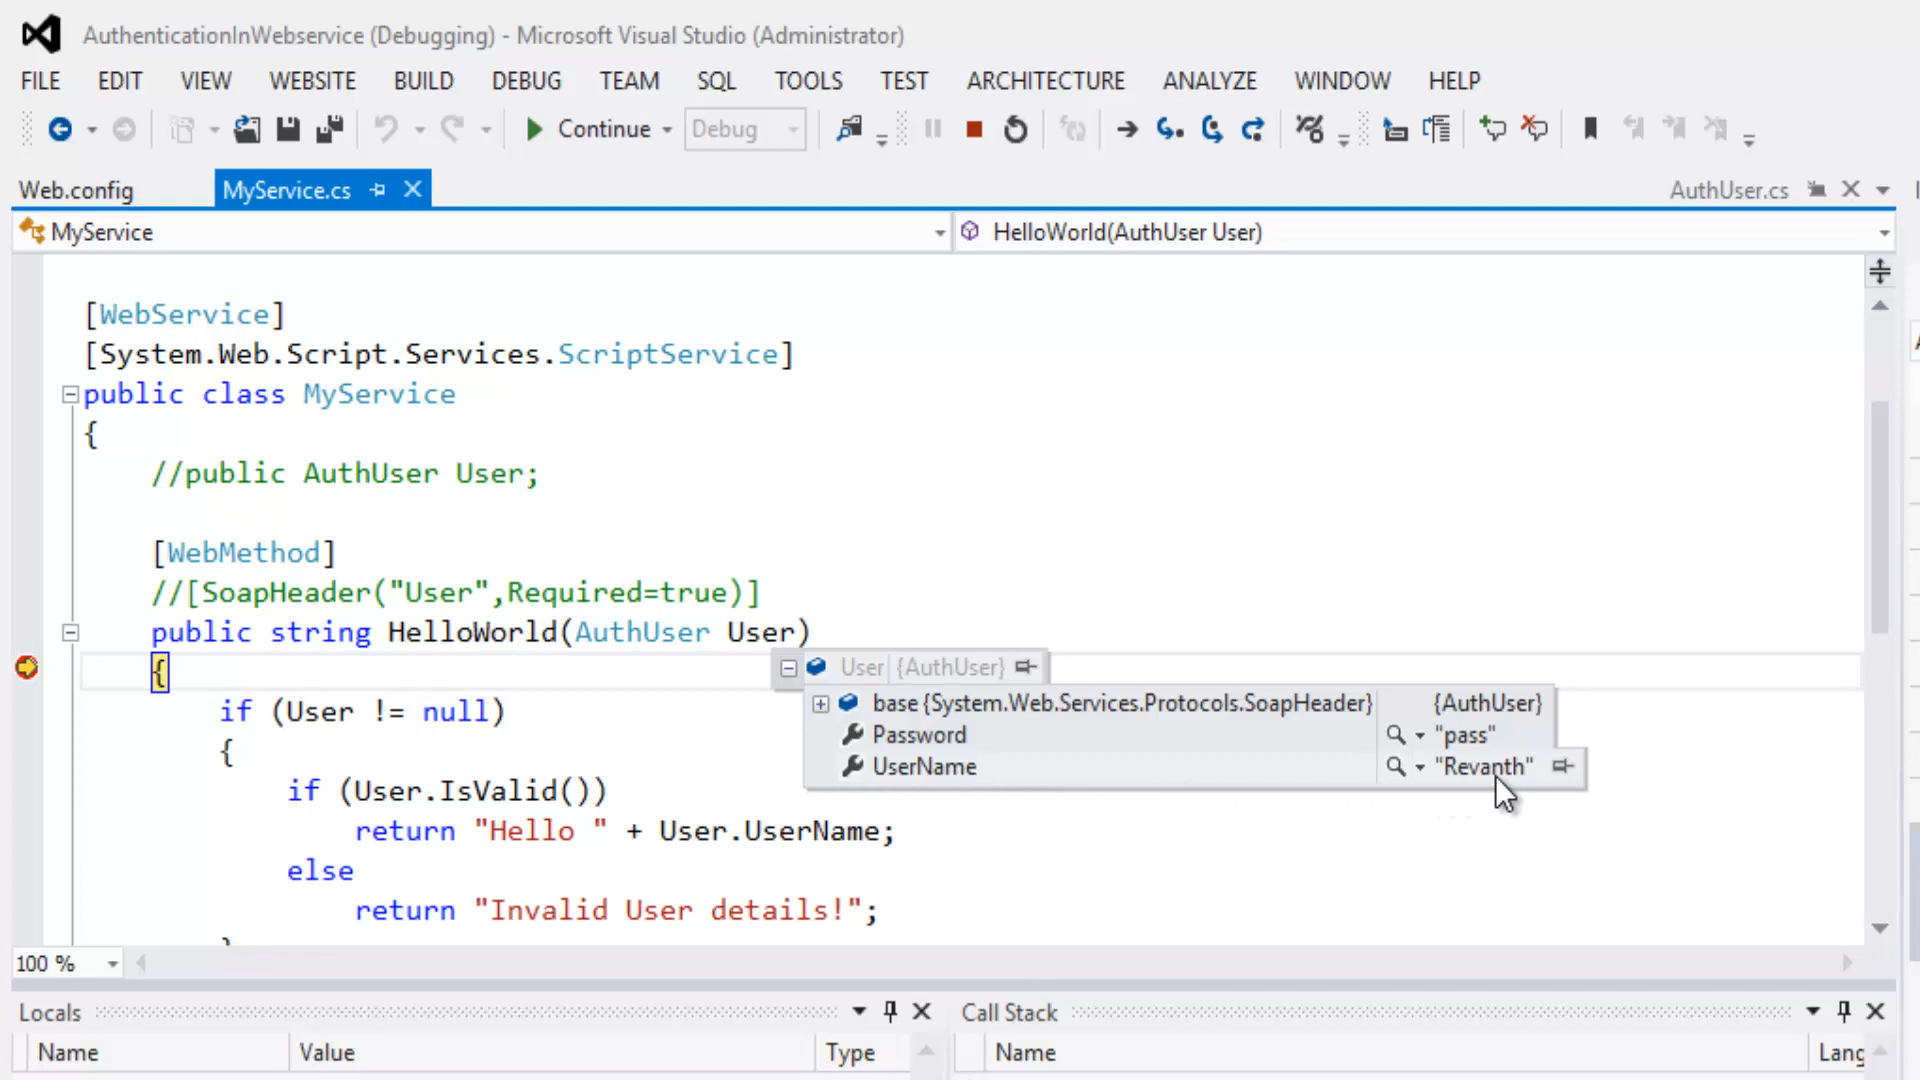 AuthenticationInWebservice (Debugging) - Microsoft Visual Studio (Administrator)
FILE EDIT VIEW WEBSITE BUILD DEBUG TEAM SQL TOOLS TEST ARCHITECTURE ANALYZE WINDOW HELP
Continue Debug
Web.config MyService.cs AuthUser.cs
MyService HelloWorld(AuthUser User)
[WebService]
[System.Web.Script.Services.ScriptService]
public class MyService
{
//public AuthUser User;
[WebMethod]
//[SoapHeader("User",Required=true)]
public string HelloWorld(AuthUser User)
{
User {AuthUser}
base {System.Web.Services.Protocols.SoapHeader} {AuthUser}
if (User != null)
Password "pass"
{
UserName "Revanth"
if (User.IsValid())
return "Hello " + User.UserName;
else
return "Invalid User details!";
}
100 %
Locals Call Stack
Name Value Type Name Lang